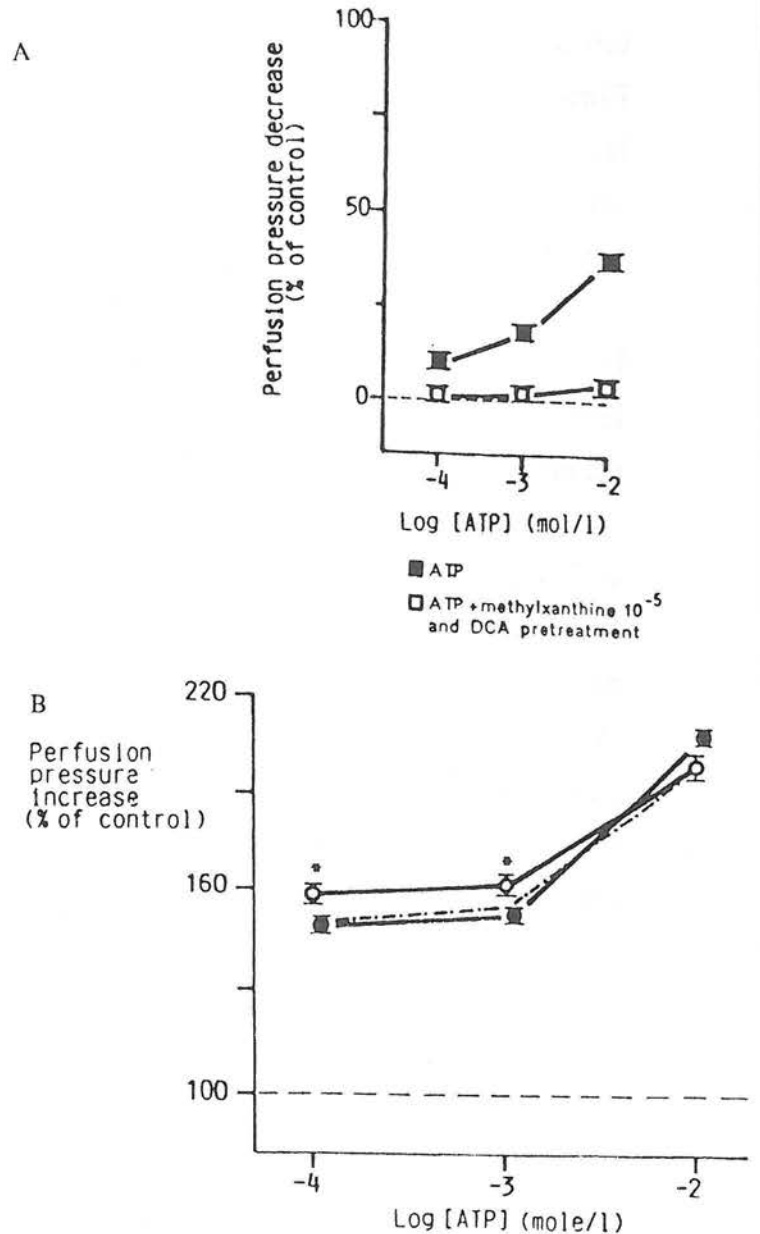 A
Perfusion pressure decrease
(% of control)
100
50
0
-4
-3
-2
Log [ATP] (mol/l)
ATP
ATP+methylxanthine 10⁻⁵
and DCA pretreatment
B
Perfusion
pressure
increase
(% of control)
220
160
100
*
*
-4
-3
-2
Log [ATP] (mole/l)